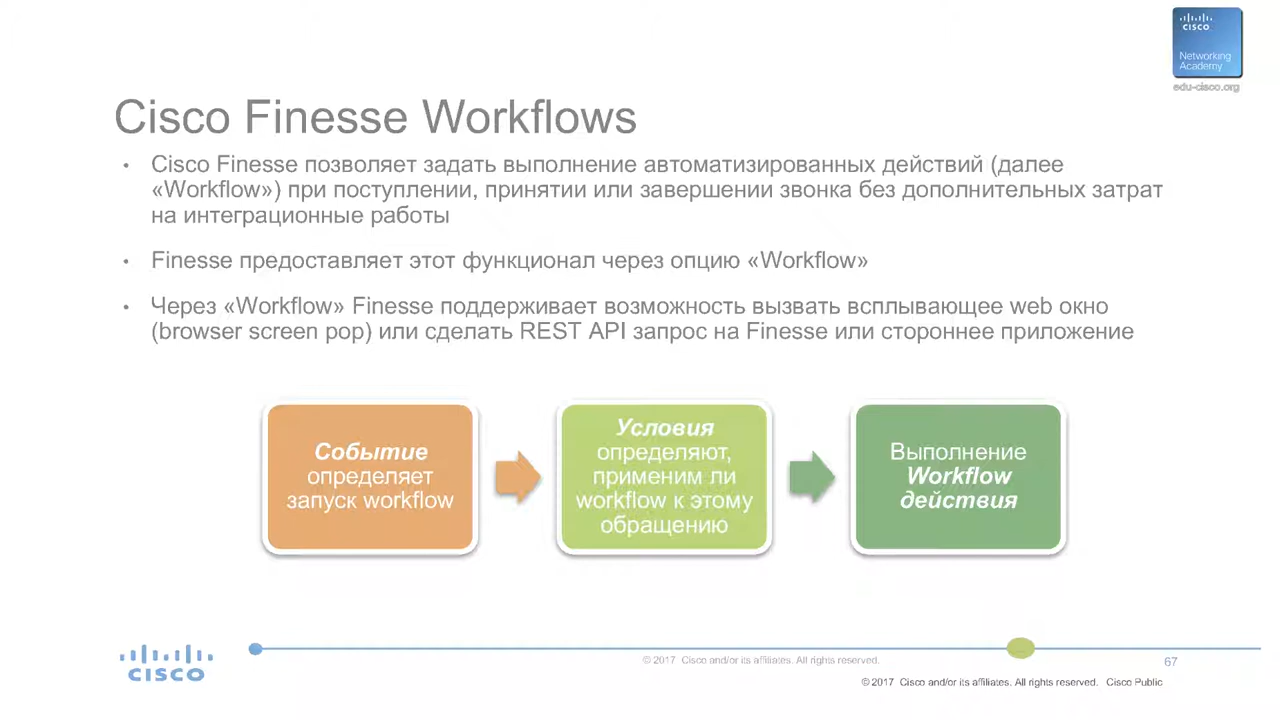 CISCO
Networking
Academy
edu-cisco.org
Cisco Finesse Workflows
• Cisco Finesse позволяет задать выполнение автоматизированных действий (далее
«Workflow») при поступлении, принятии или завершении звонка без дополнительных затрат
на интеграционные работы
• Finesse предоставляет этот функционал через опцию «Workflow»
• Через «Workflow» Finesse поддерживает возможность вызвать всплывающее web окно
(browser screen pop) или сделать REST API запрос на Finesse или стороннее приложение
Событие
определяет
запуск workflow
Условия
определяют,
применим ли
workflow к этому
обращению
Выполнение
Workflow
действия
CISCO
© 2017 Cisco and/or its affiliates. All rights reserved.
67
© 2017 Cisco and/or its affiliates. All rights reserved. Cisco Public